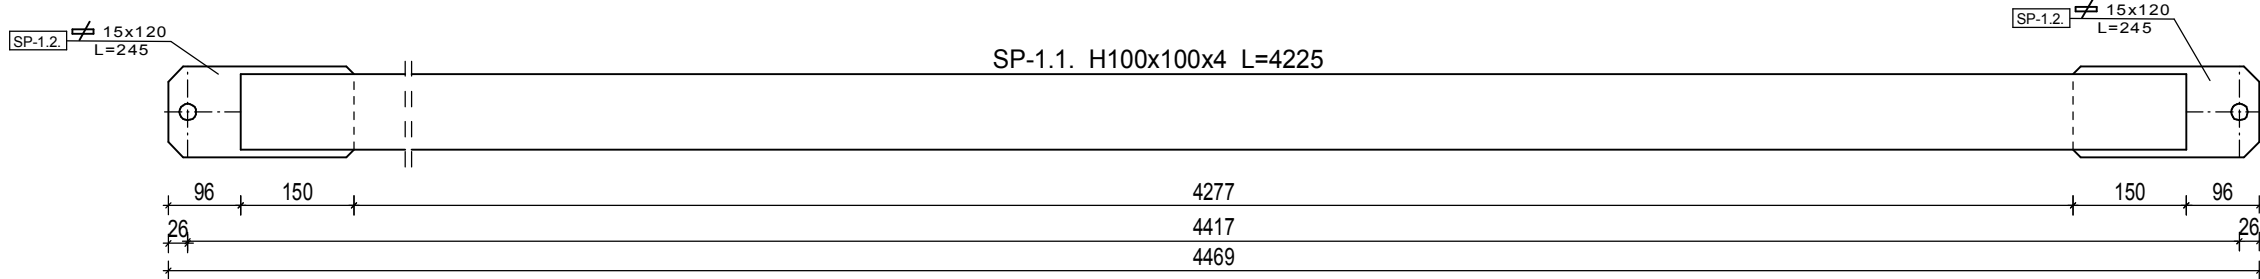 SP-1.2. 15x120
L=245
SP-1.2. 15x120
L=245
SP-1.1. H100x100x4 L=4225
96 150 4277 150 96
26 4417 26
4469